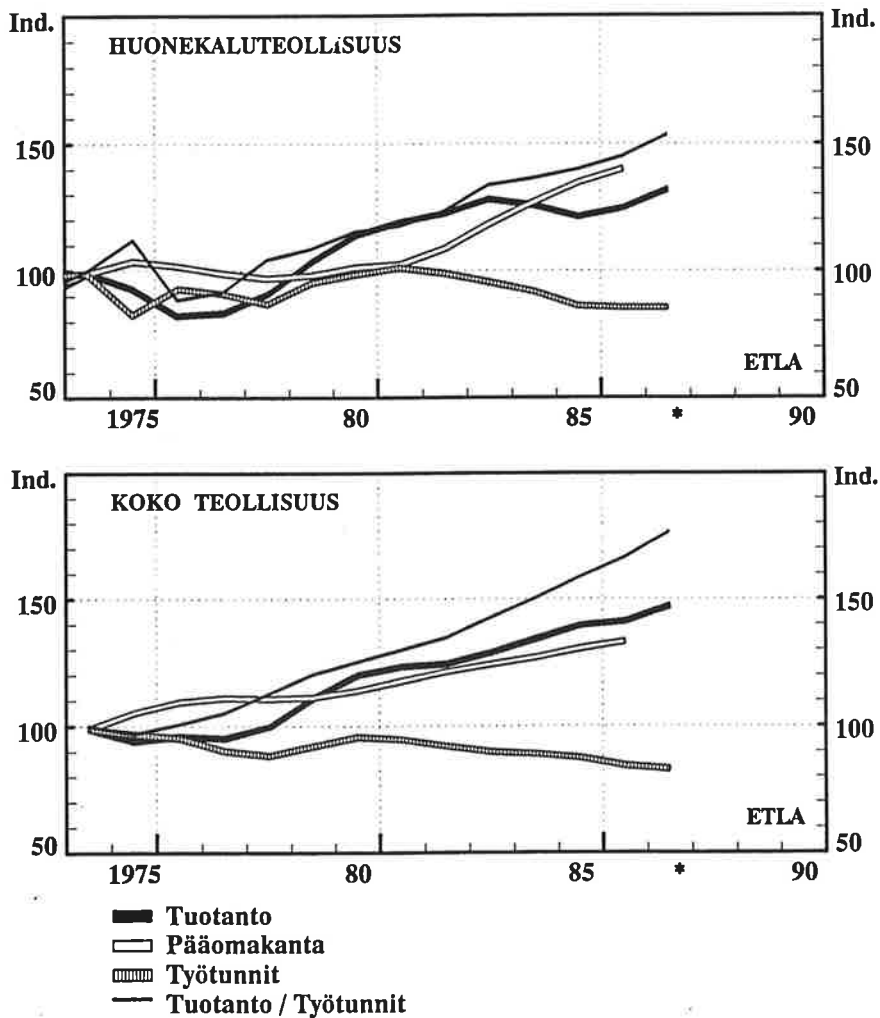 Ind. Ind.
HUONEKALUTEOLLISUUS
150 150
100 100
ETLA
50 50
1975 80 85 * 90
Ind. Ind.
KOKO TEOLLISUUS
150 150
100 100
ETLA
50 50
1975 80 85 * 90
Tuotanto
Pääomakanta
Työtunnit
Tuotanto / Työtunnit